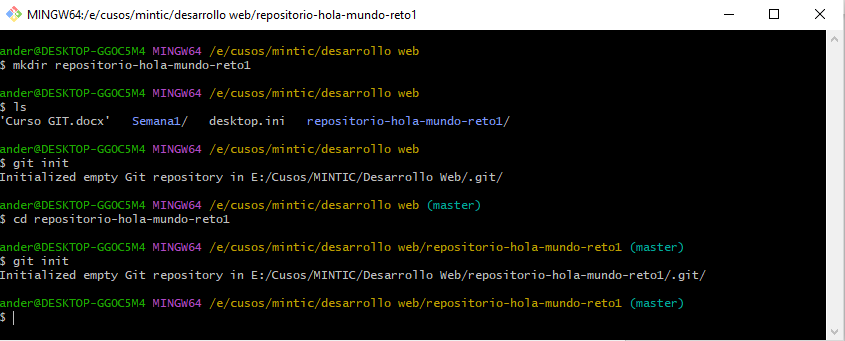 MINGW64:/e/cusos/mintic/desarrollo web/repositorio-hola-mundo-reto1
ander@DESKTOP-GGOC5M4 MINGW64 /e/cusos/mintic/desarrollo web
$ mkdir repositorio-hola-mundo-reto1
ander@DESKTOP-GGOC5M4 MINGW64 /e/cusos/mintic/desarrollo web
$ ls
'Curso GIT.docx'   Semana1/   desktop.ini   repositorio-hola-mundo-reto1/
ander@DESKTOP-GGOC5M4 MINGW64 /e/cusos/mintic/desarrollo web
$ git init
Initialized empty Git repository in E:/Cusos/MINTIC/Desarrollo Web/.git/
ander@DESKTOP-GGOC5M4 MINGW64 /e/cusos/mintic/desarrollo web (master)
$ cd repositorio-hola-mundo-reto1
ander@DESKTOP-GGOC5M4 MINGW64 /e/cusos/mintic/desarrollo web/repositorio-hola-mundo-reto1 (master)
$ git init
Initialized empty Git repository in E:/Cusos/MINTIC/Desarrollo Web/repositorio-hola-mundo-reto1/.git/
ander@DESKTOP-GGOC5M4 MINGW64 /e/cusos/mintic/desarrollo web/repositorio-hola-mundo-reto1 (master)
$